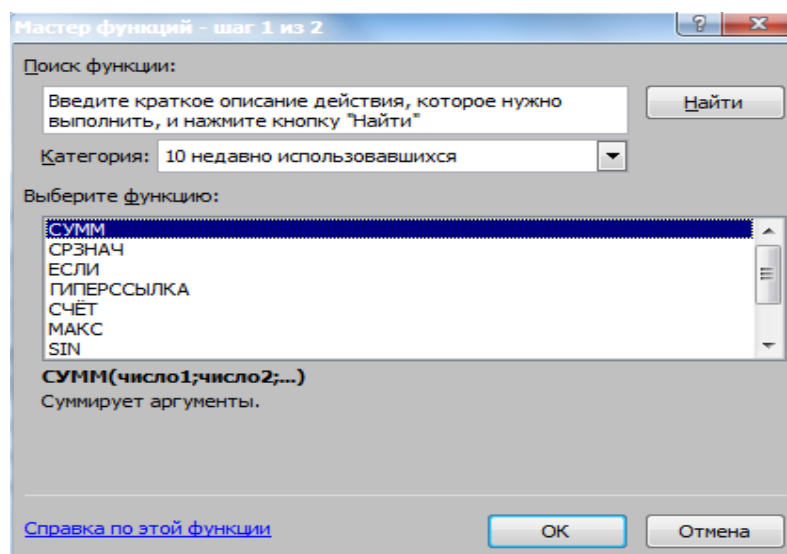 Мастер функций - шаг 1 из 2
Поиск функции:
Введите краткое описание действия, которое нужно
выполнить, и нажмите кнопку "Найти"
Найти
Категория: 10 недавно использовавшихся
Выберите функцию:
СУММ
СРЗНАЧ
ЕСЛИ
ГИПЕРССЫЛКА
СЧЁТ
МАКС
SIN
СУММ(число1;число2;...)
Суммирует аргументы.
Справка по этой функции
ОК
Отмена